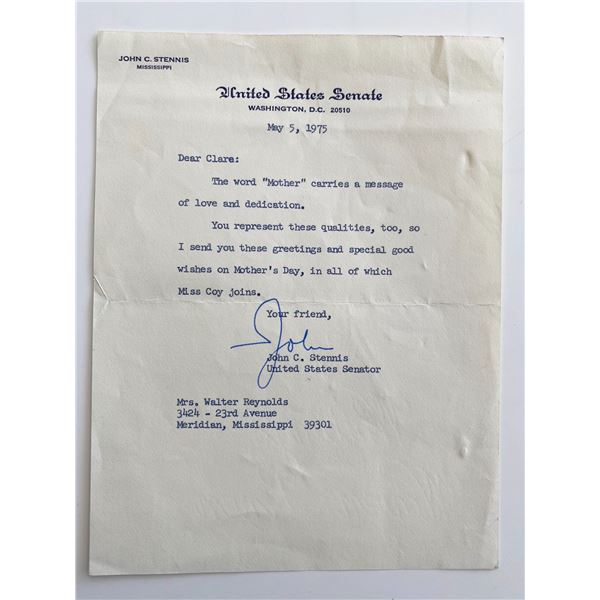 JOHN C. STENNIS
MISSISSIPPI
United States Senate
WASHINGTON, D.C. 20510
May 5, 1975
Dear Clare:
The word "Mother" carries a message
of love and dedication.
You represent these qualities, too, so
I send you these greetings and special good
wishes on Mother's Day, in all of which
Miss Coy joins.
Your friend,
John
John C. Stennis
United States Senator
Mrs. Walter Reynolds
3424 - 23rd Avenue
Meridian, Mississippi 39301